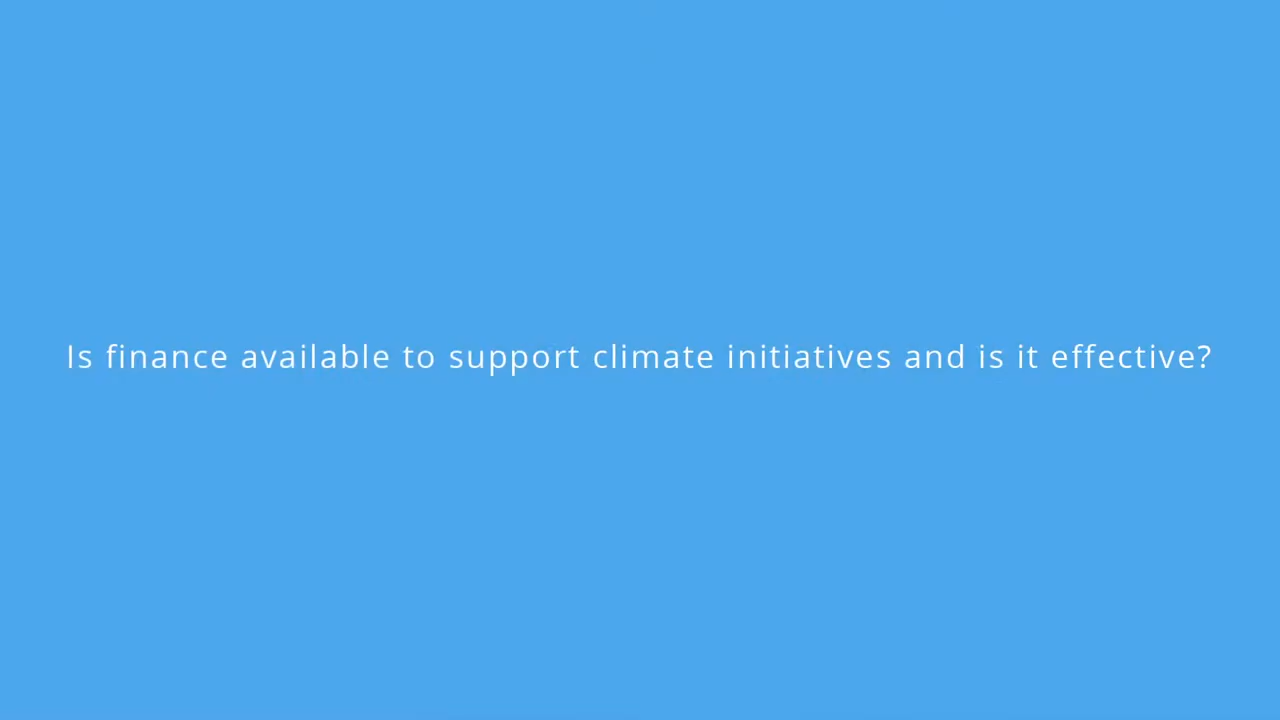 Is finance available to support climate initiatives and is it effective?